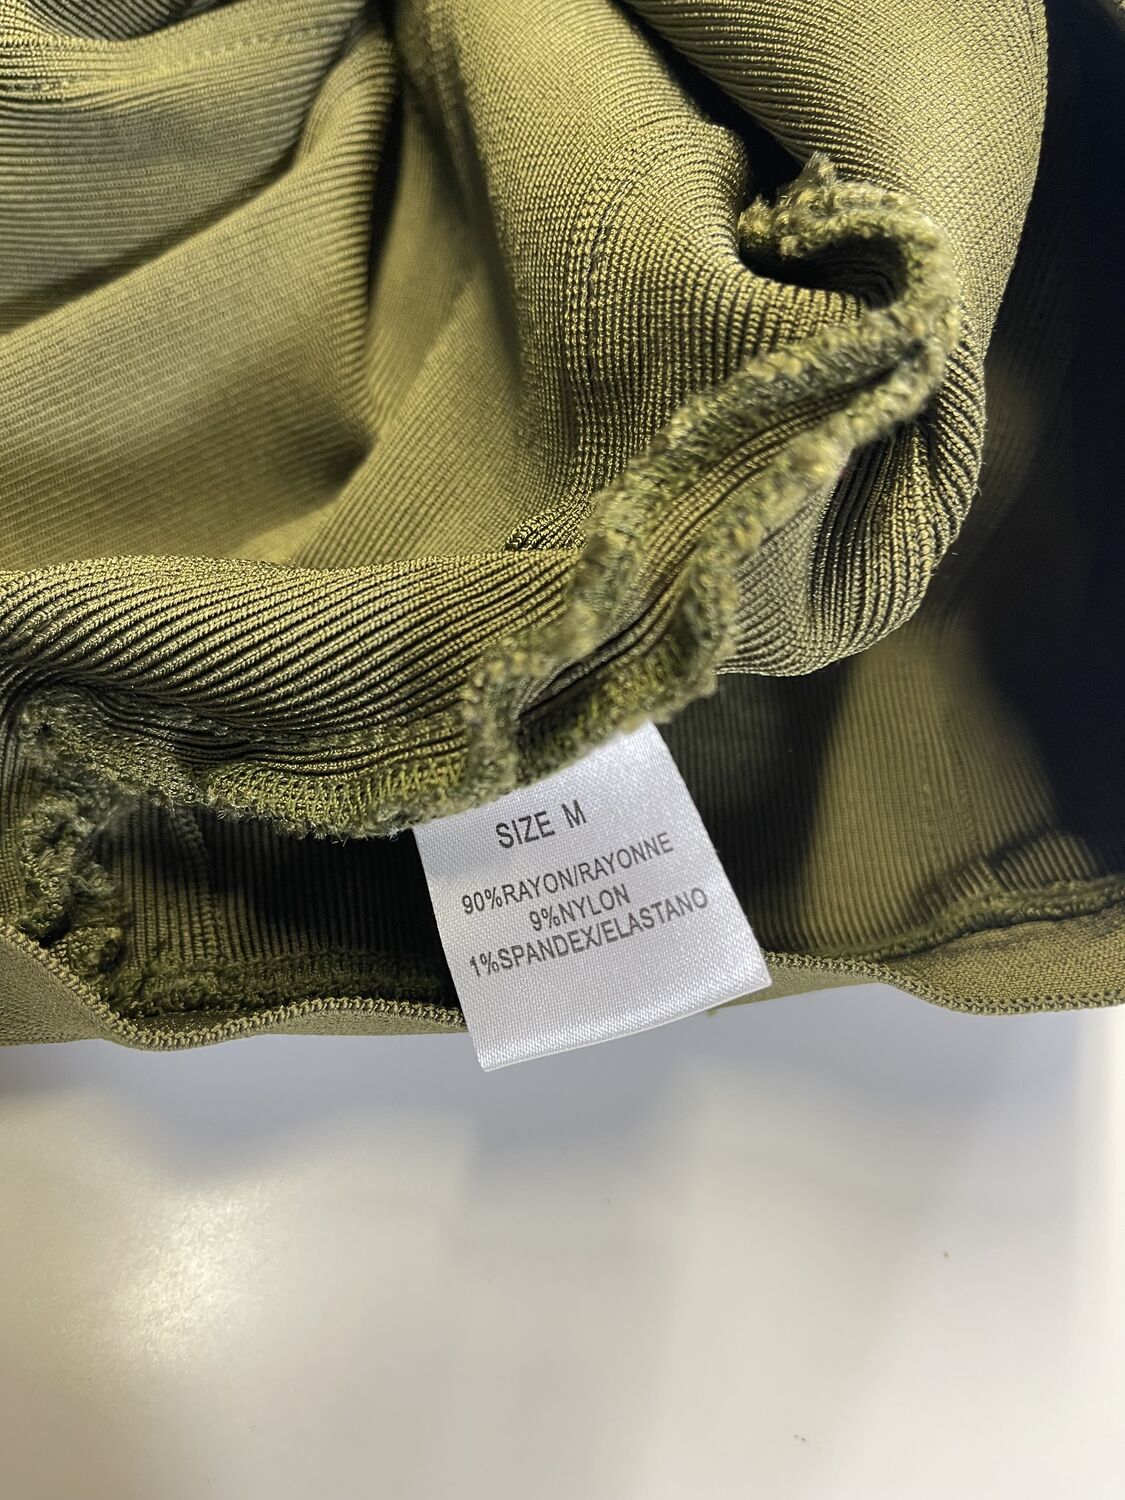 SIZE M
90%RAYON/RAYONNE
9%NYLON
1%SPANDEX/ELASTANO